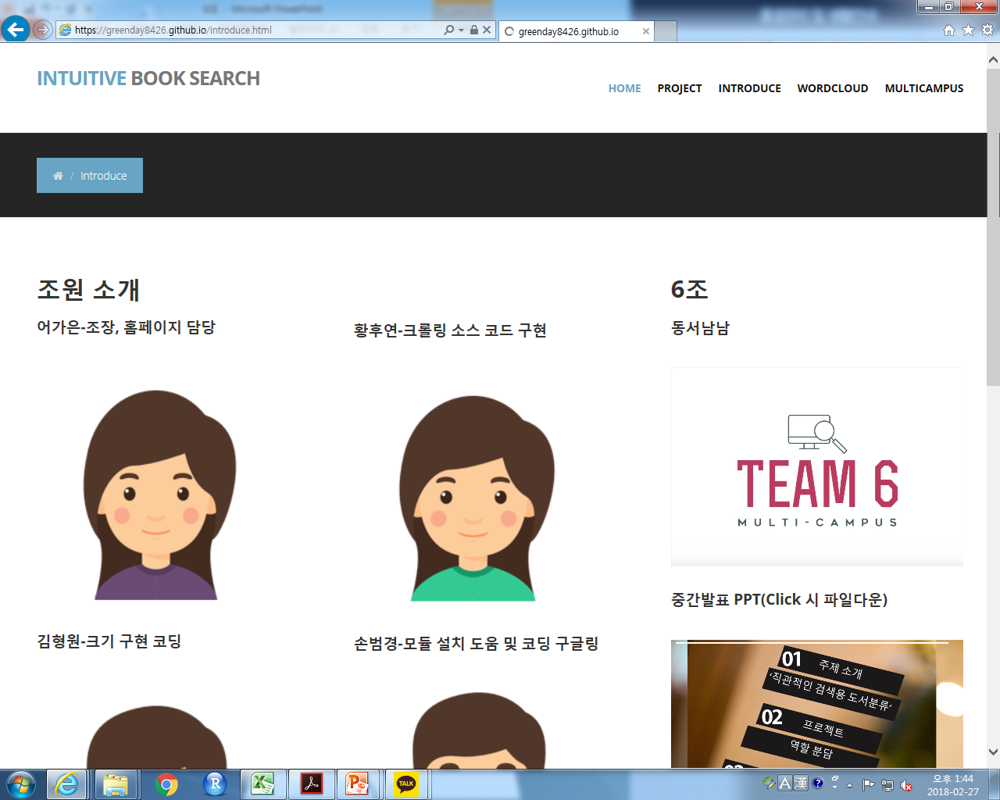 Microsoft PowerPoint
https://greenday8426.github.io/introduce.html
greenday8426.github.io
INTUITIVE BOOK SEARCH
HOME PROJECT INTRODUCE WORDCLOUD MULTICAMPUS
/ Introduce
조원 소개
어가은-조장, 홈페이지 담당
황후연-크롤링 소스 코드 구현
김형원-크기 구현 코딩
손범경-모듈 설치 도움 및 코딩 구글링
6조
동서남남
TEAM 6
MULTI-CAMPUS
중간발표 PPT(Click 시 파일다운)
01 주제 소개
'직관적인 검색용 도서분류'
02 프로젝트
역할 분담
R
TALK
A 漢
오후 1:44
2018-02-27